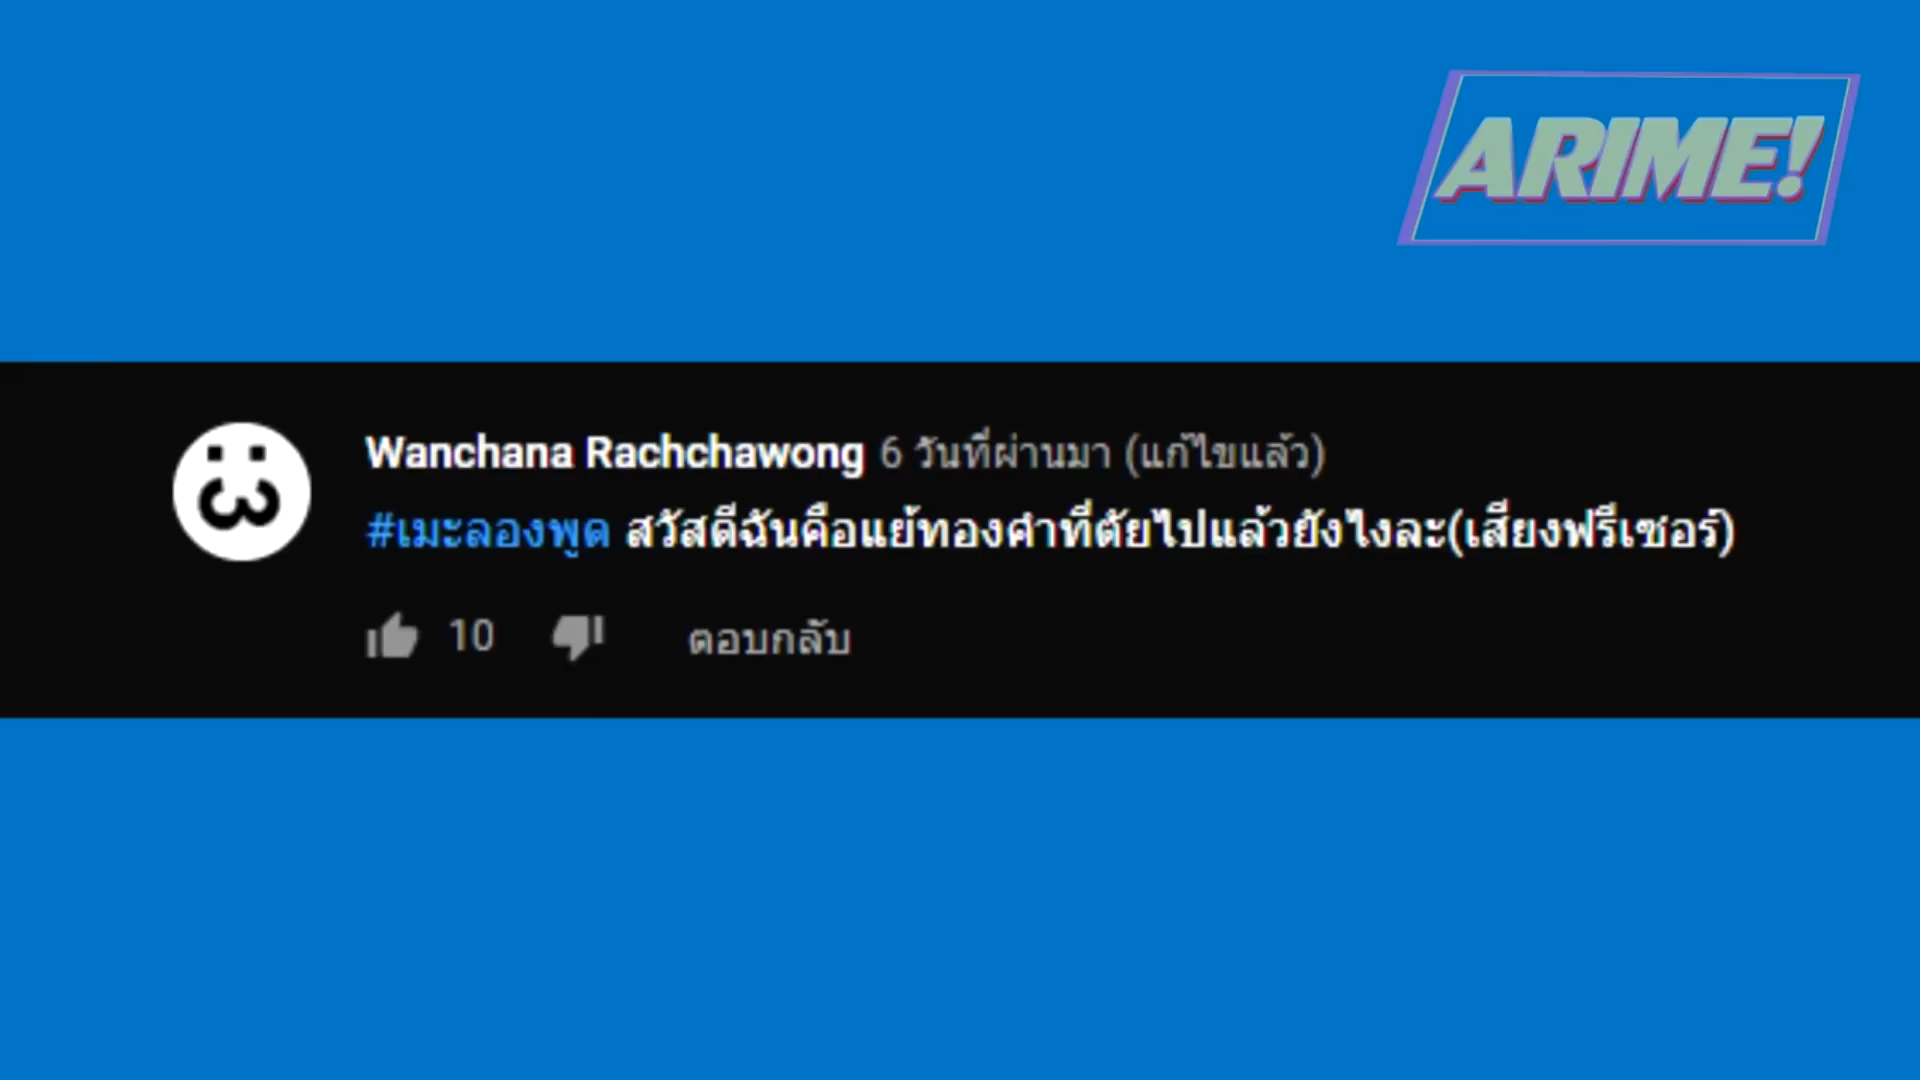 ARIME!
Wanchana Rachchawong 6 วันที่ผ่านมา (แก้ไขแล้ว)
#เมะลองพูด สวัสดีฉันคือแย้ทองคำที่ตัยไปแล้วยังไงละ(เสียงฟรีเซอร์)
10 ตอบกลับ